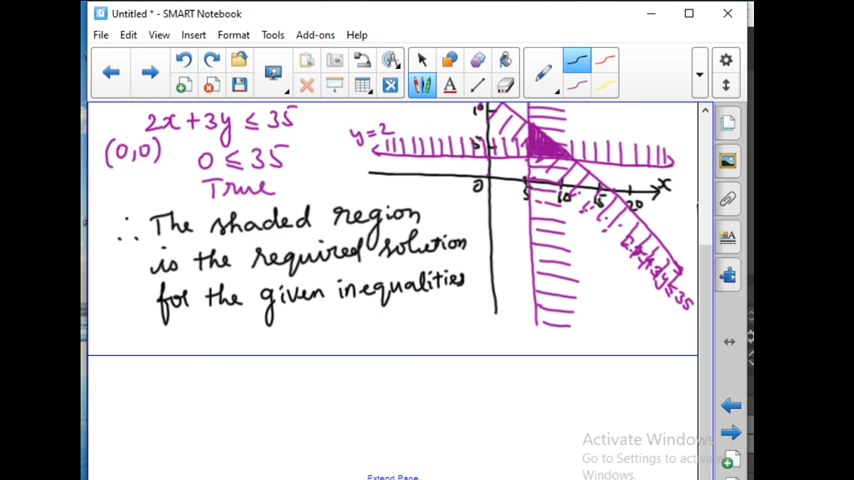 Untitled * - SMART Notebook
File Edit View Insert Format Tools Add-ons Help
2x+3y ≤ 35
(0,0) 0 ≤ 35
True
∴ The shaded region
is the required solution
for the given inequalities
y=2
10
5
0 5 10 15 20 x
2x+3y≤35
Activate Windows
Go to Settings to activate
Windows.
Extend Page